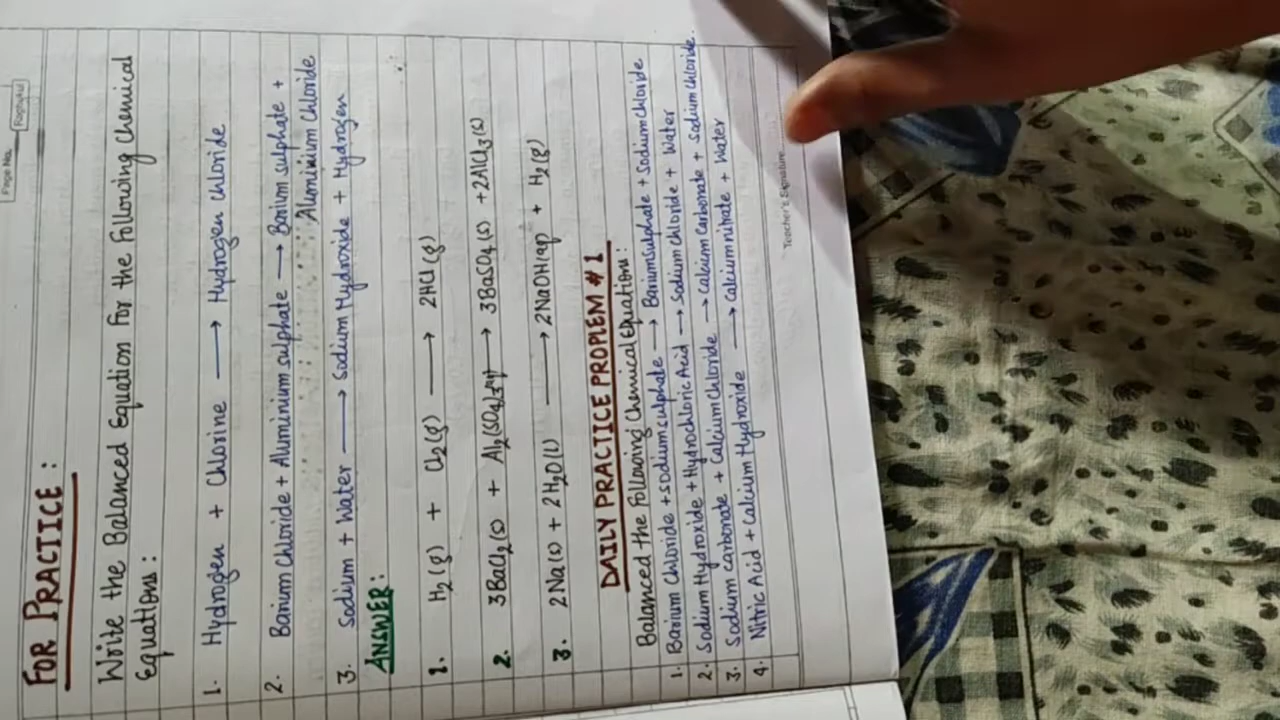 Page No.
FOR PRACTICE :
Write the Balanced Equation For the Following Chemical
Equations :
1. Hydrogen + Chlorine ⟶ Hydrogen Chloride
2. Barium Chloride + Aluminium sulphate ⟶ Barium sulphate +
Aluminium Chloride
3. Sodium + Water ⟶ Sodium Hydroxide + Hydrogen
ANSWER :
1. H₂(g) + Cl₂(g) ⟶ 2HCl(g)
2. 3BaCl₂(s) + Al₂(SO₄)₃ ⟶ 3BaSO₄(s) + 2AlCl₃(s)
3. 2Na(s) + 2H₂O(l) ⟶ 2NaOH(aq + H₂(g)
DAILY PRACTICE PROPLEM # 1
Balanced the Following Chemical Equations :
1. Barium Chloride + sodium sulphate ⟶ Barium sulphate + Sodium chloride
2. Sodium Hydroxide + Hydrochloric Acid ⟶ Sodium Chloride + Water
3. Sodium carbonate + Calcium Chloride ⟶ Calcium Carbonate + Sodium Chloride.
4. Nitric Acid + Calcium Hydroxide ⟶ Calcium nitrate + Water
Teacher's Signature